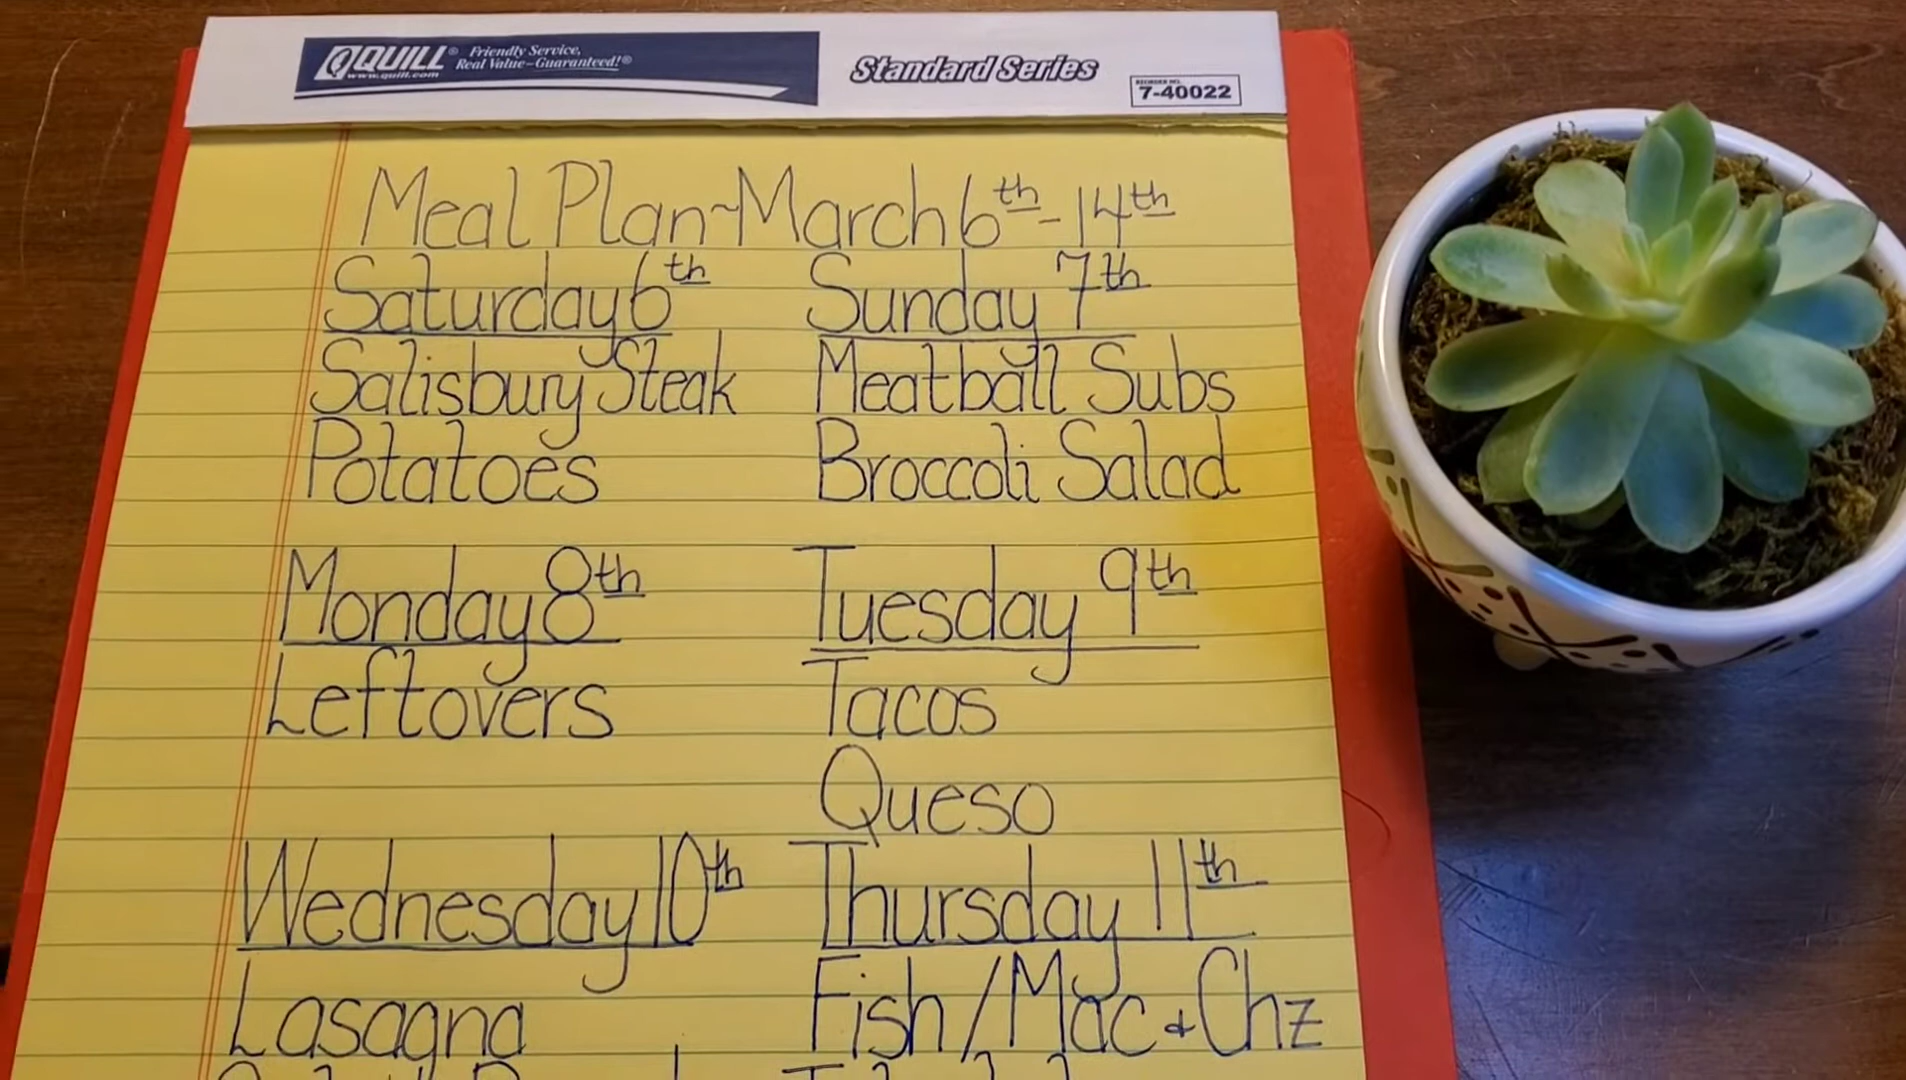 QUILL® Friendly Service,
www.quill.com Real Value–Guaranteed!®
Standard Series
REORDER NO.
7-40022
Meal Plan~March 6th-14th
Saturday 6th
Salisbury Steak
Potatoes
Sunday 7th
Meatball Subs
Broccoli Salad
Monday 8th
Leftovers
Tuesday 9th
Tacos
Queso
Wednesday 10th
Lasagna
Thursday 11th
Fish/Mac & Chz